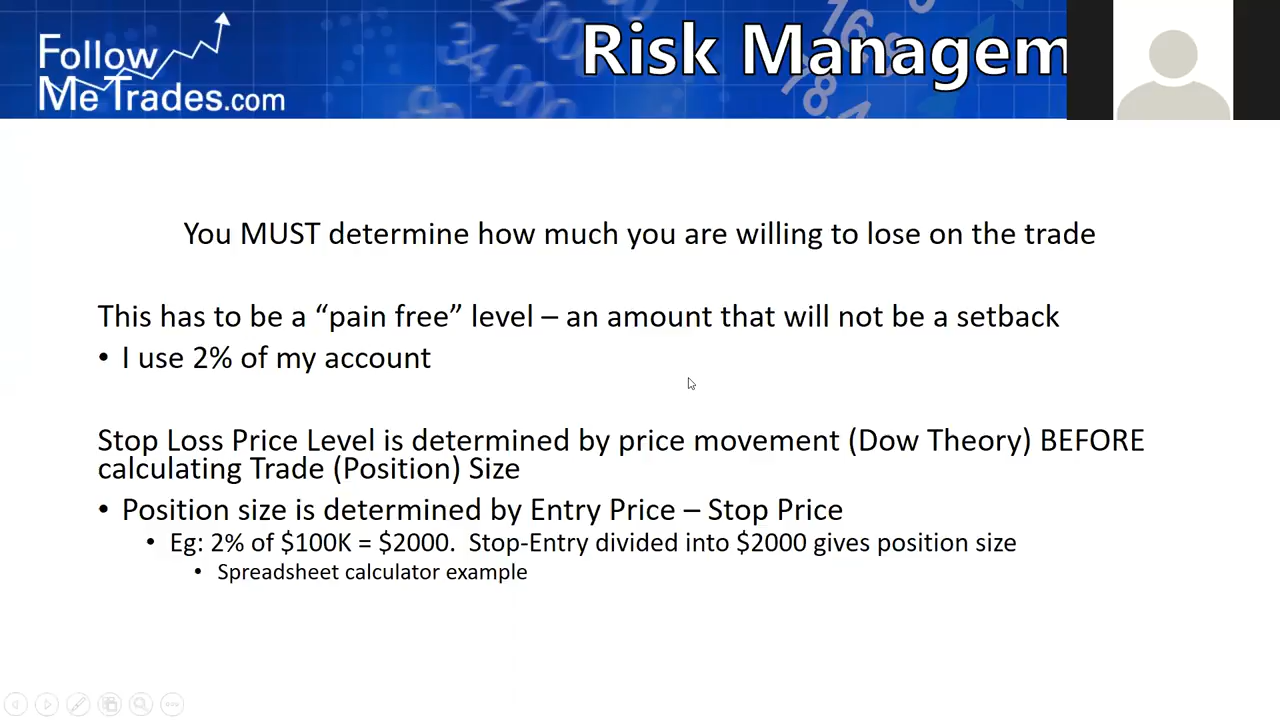 Follow
Me Trades.com
Risk Managem
You MUST determine how much you are willing to lose on the trade
This has to be a “pain free” level – an amount that will not be a setback
• I use 2% of my account
Stop Loss Price Level is determined by price movement (Dow Theory) BEFORE
calculating Trade (Position) Size
• Position size is determined by Entry Price – Stop Price
• Eg: 2% of $100K = $2000.  Stop-Entry divided into $2000 gives position size
• Spreadsheet calculator example